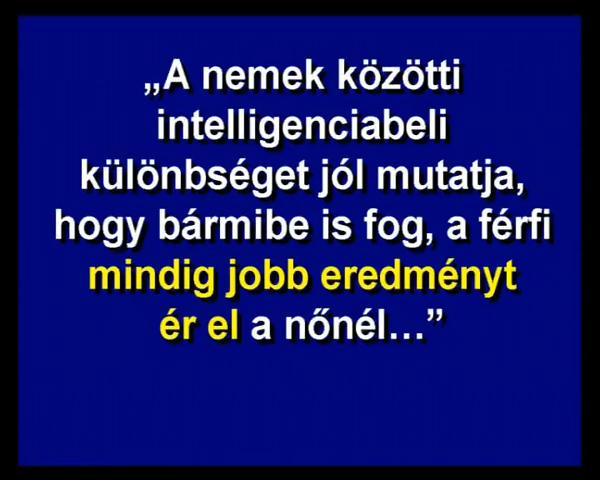 „A nemek közötti
intelligenciabeli
különbséget jól mutatja,
hogy bármibe is fog, a férfi
mindig jobb eredményt
ér el a nőnél…”